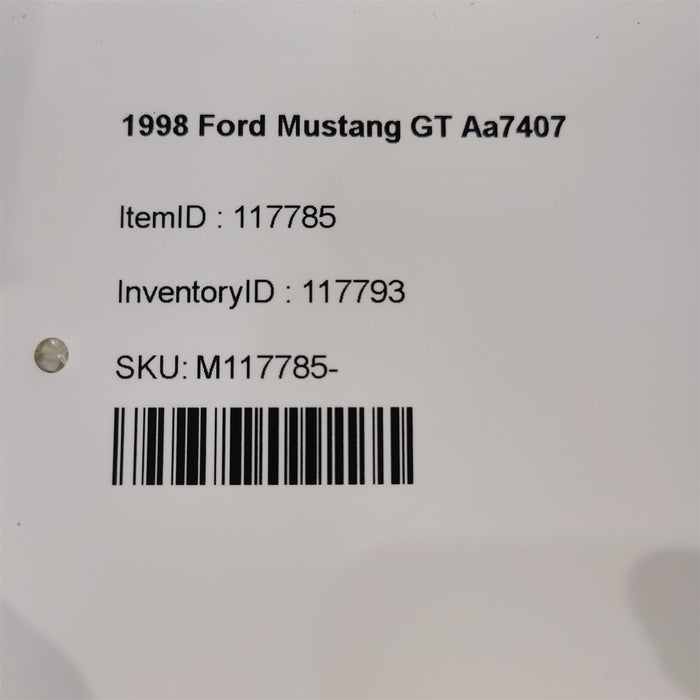 1998 Ford Mustang GT Aa7407
ItemID : 117785
InventoryID : 117793
SKU: M117785-